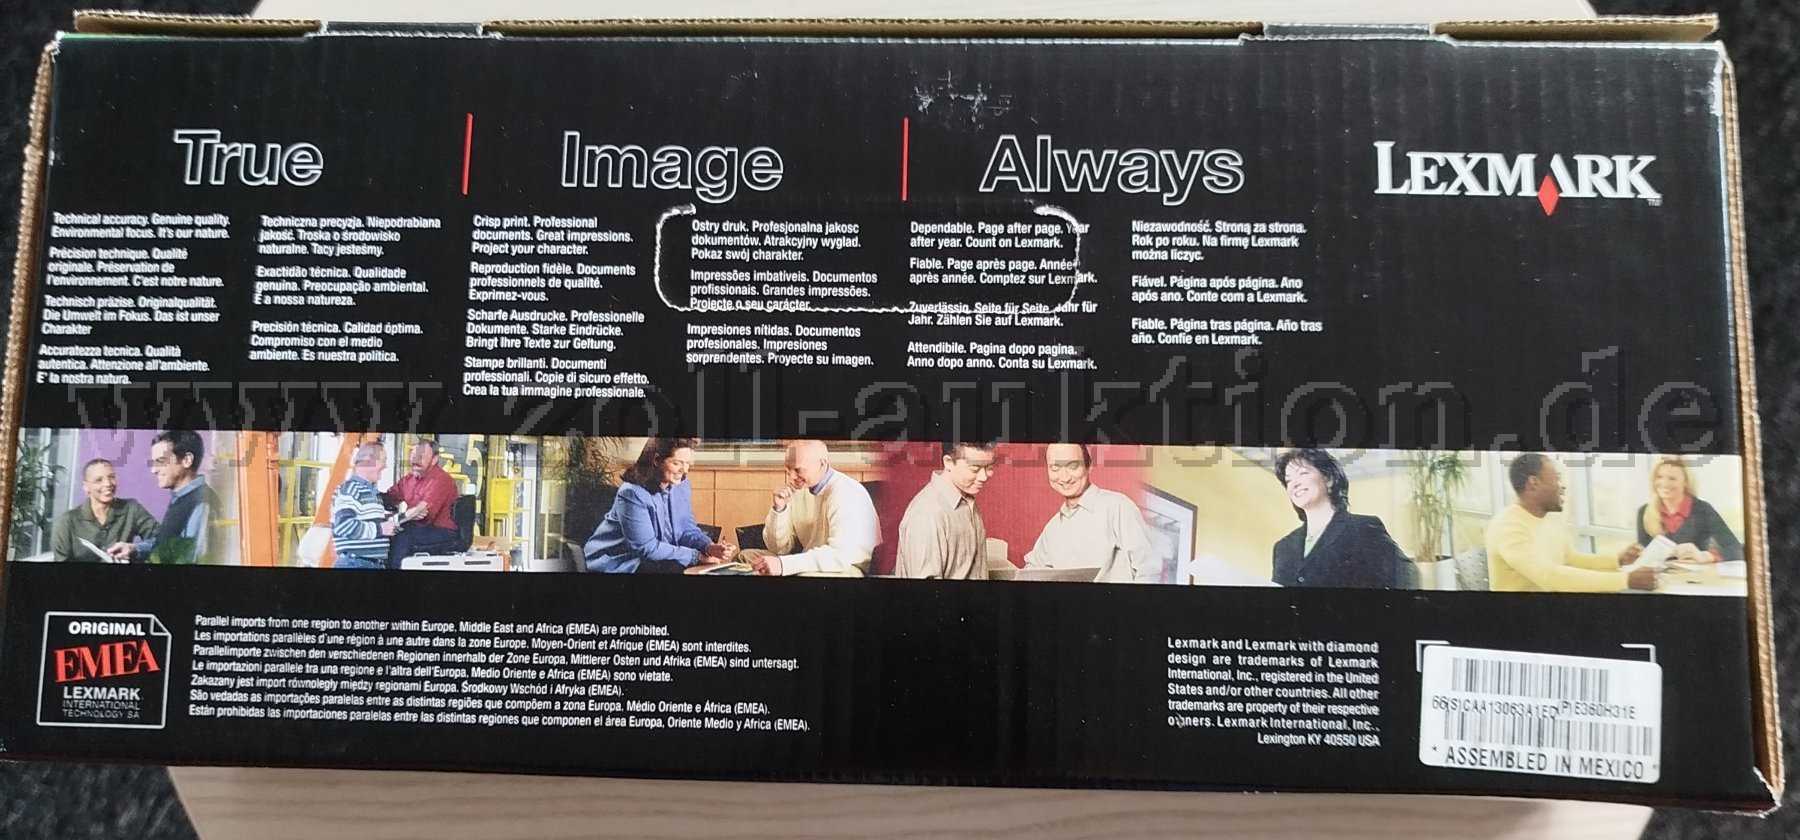 True
Image
Always
LEXMARK
TM
Technical accuracy. Genuine quality.
Environmental focus. It's our nature.
Précision technique. Qualité
originale. Préservation de
l'environnement. C'est notre nature.
Technisch präzise. Originalqualität.
Die Umwelt im Fokus. Das ist unser
Charakter
Accuratezza tecnica. Qualità
autentica. Attenzione all'ambiente.
E' la nostra natura.
Techniczna precyzja. Niepodrabiana
jakość. Troska o środowisko
naturalne. Tacy jesteśmy.
Exactidão técnica. Qualidade
genuína. Preocupação ambiental.
É a nossa natureza.
Precisión técnica. Calidad óptima.
Compromiso con el medio
ambiente. Es nuestra política.
Crisp print. Professional
documents. Great impressions.
Project your character.
Reproduction fidèle. Documents
professionnels de qualité.
Exprimez-vous.
Scharfe Ausdrucke. Professionelle
Dokumente. Starke Eindrücke.
Bringt Ihre Texte zur Geltung.
Stampe brillanti. Documenti
professionali. Copie di sicuro effetto.
Crea la tua immagine professionale.
Ostry druk. Profesjonalna jakosc
dokumentów. Atrakcyjny wyglad.
Pokaz swój charakter.
Impressões imbatíveis. Documentos
profissionais. Grandes impressões.
Projecte o seu carácter.
Impresiones nítidas. Documentos
profesionales. Impresiones
sorprendentes. Proyecte su imagen.
Dependable. Page after page. Year
after year. Count on Lexmark.
Fiable. Page après page. Année
après année. Comptez sur Lexmark.
Zuverlässig. Seite für Seite. Jahr für
Jahr. Zählen Sie auf Lexmark.
Attendibile. Pagina dopo pagina.
Anno dopo anno. Conta su Lexmark.
Niezawodność. Stroną za strona.
Rok po roku. Na firmę Lexmark
można liczyc.
Fiável. Página após página. Ano
após ano. Conte com a Lexmark.
Fiable. Página tras página. Año tras
año. Confíe en Lexmark.
www.zoll-auktion.de
ORIGINAL
EMEA
LEXMARK
INTERNATIONAL
TECHNOLOGY SA
Parallel imports from one region to another within Europe, Middle East and Africa (EMEA) are prohibited.
Les importations parallèles d'une région à une autre dans la zone Europe, Moyen-Orient et Afrique (EMEA) sont interdites.
Parallelimporte zwischen den verschiedenen Regionen innerhalb der Zone Europa, Mittlerer Osten und Afrika (EMEA) sind untersagt.
Le importazioni parallele tra una regione e l'altra dell'Europa, Medio Oriente e Africa (EMEA) sono vietate.
Zakazany jest import równoległy między regionami Europa. Środkowy Wschód i Afryka (EMEA).
São vedadas as importações paralelas entre as distintas regiões que compõem a zona Europa, Médio Oriente e África (EMEA).
Están prohibidas las importaciones paralelas entre las distintas regiones que componen el área Europa, Oriente Medio y Africa (EMEA).
Lexmark and Lexmark with diamond
design are trademarks of Lexmark
International, Inc., registered in the United
States and/or other countries. All other
trademarks are property of their respective
owners. Lexmark International, Inc.,
Lexington KY 40550 USA
66(S)CAA13063A1ED (P)E360H31E
* ASSEMBLED IN MEXICO *